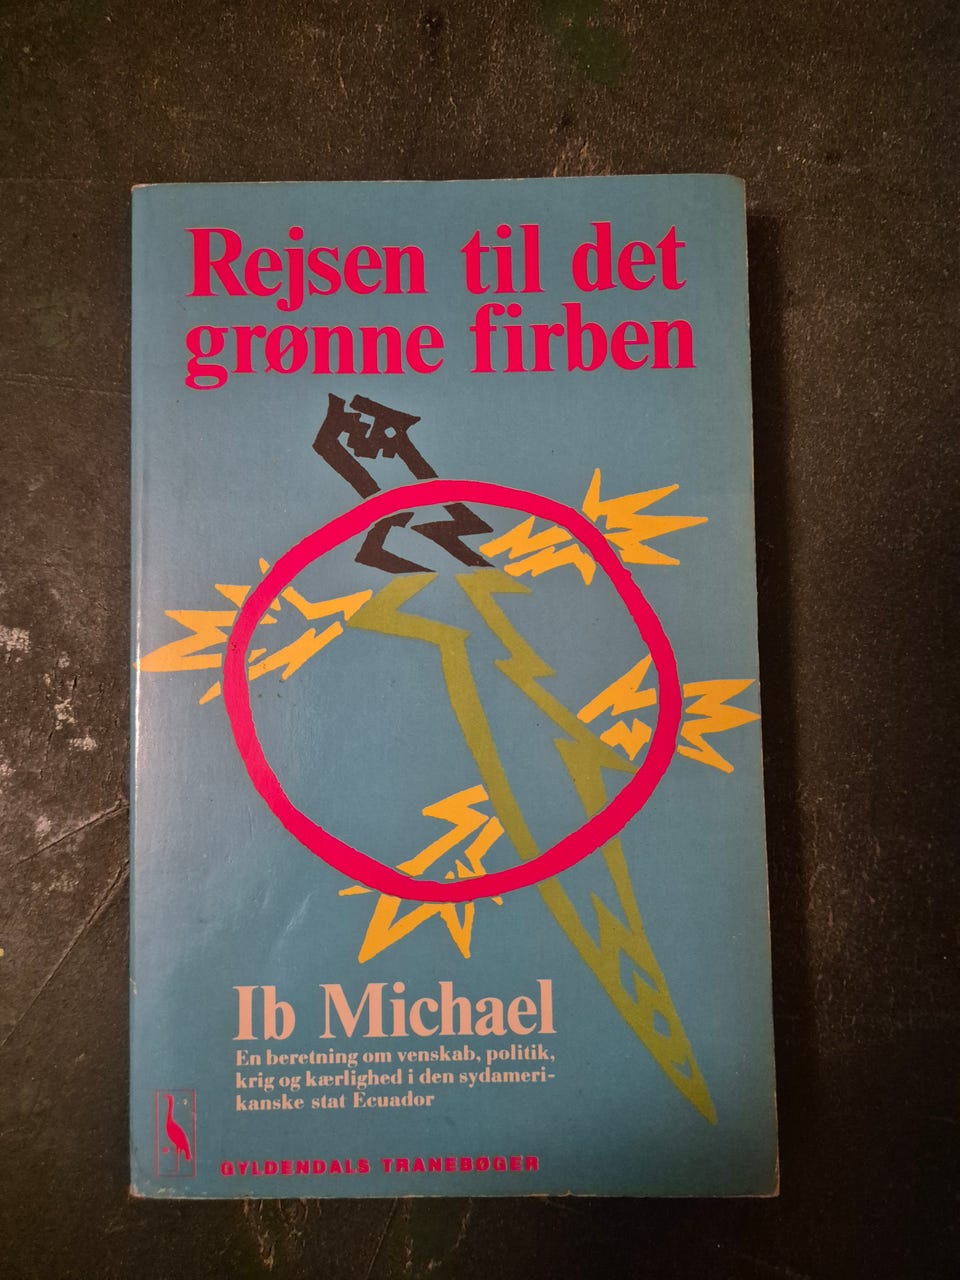 Rejsen til det
grønne firben
Ib Michael
En beretning om venskab, politik,
krig og kærlighed i den sydameri-
kanske stat Ecuador
GYLDENDALS TRANEBØGER